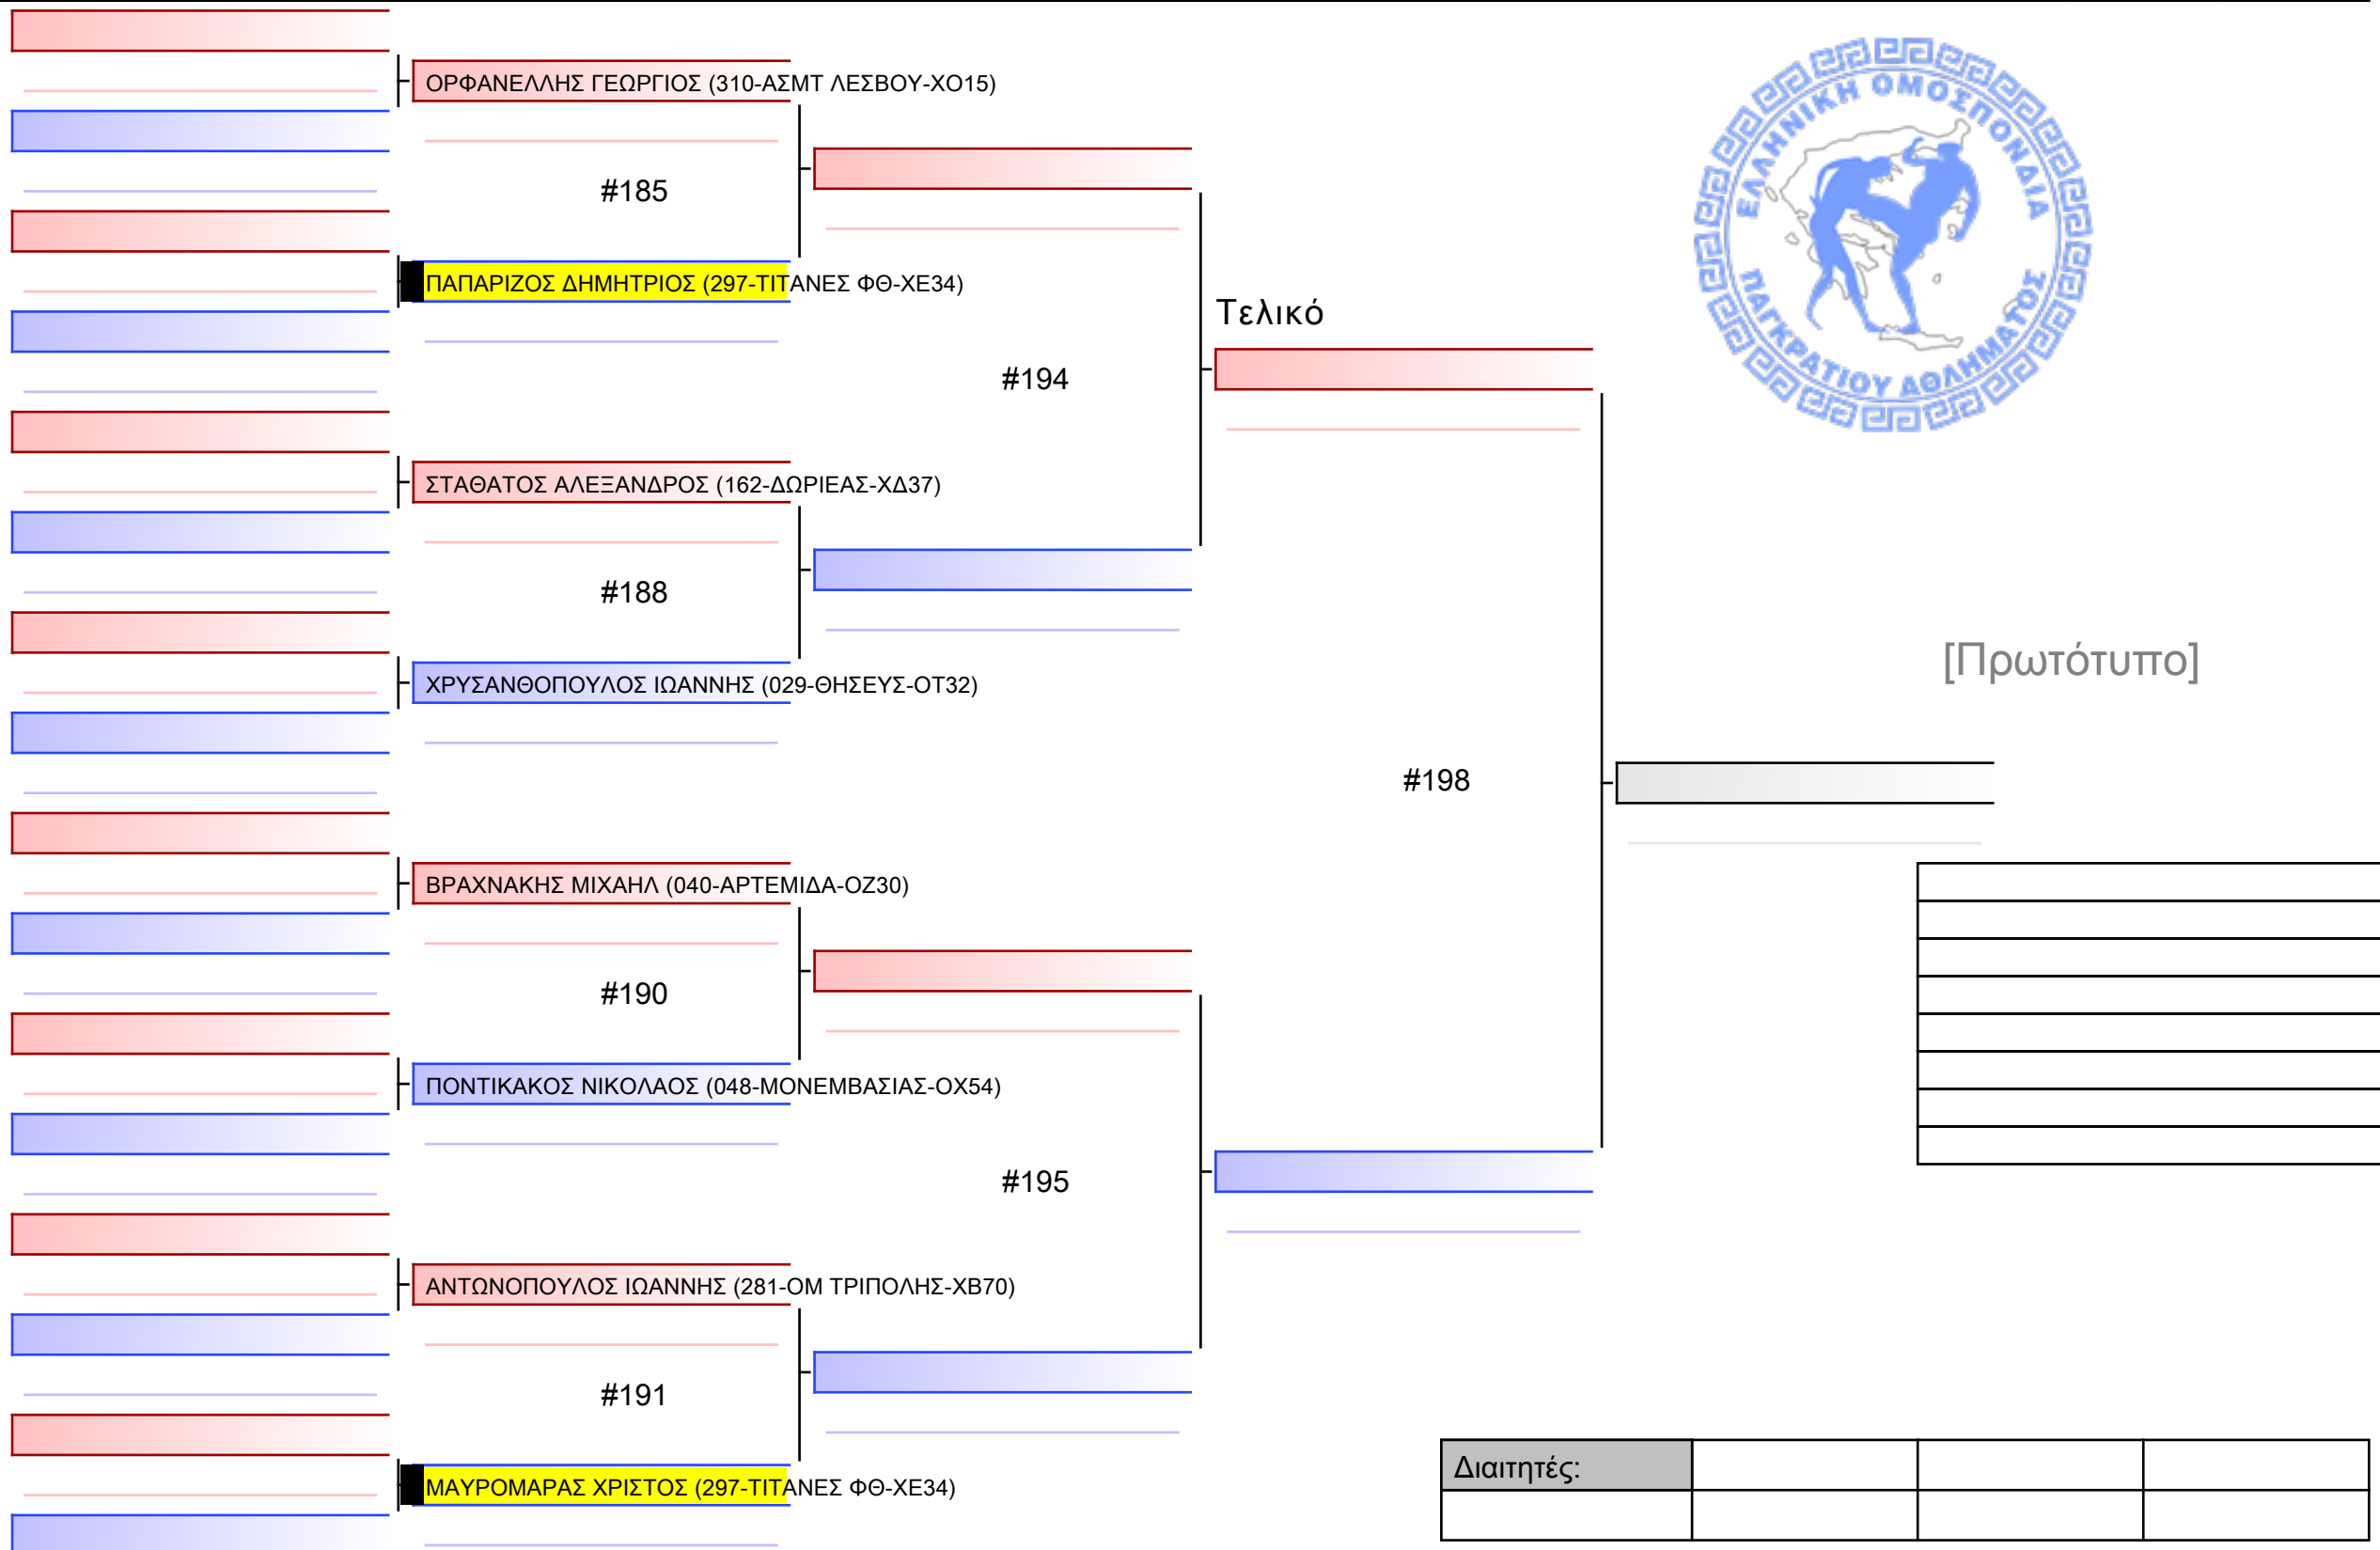 ΟΡΦΑΝΕΛΛΗΣ ΓΕΩΡΓΙΟΣ (310-ΑΣΜΤ ΛΕΣΒΟΥ-ΧΟ15)
#185
ΠΑΠΑΡΙΖΟΣ ΔΗΜΗΤΡΙΟΣ (297-ΤΙΤΑΝΕΣ ΦΘ-ΧΕ34)
#194
ΣΤΑΘΑΤΟΣ ΑΛΕΞΑΝΔΡΟΣ (162-ΔΩΡΙΕΑΣ-ΧΔ37)
#188
ΧΡΥΣΑΝΘΟΠΟΥΛΟΣ ΙΩΑΝΝΗΣ (029-ΘΗΣΕΥΣ-ΟΤ32)
Τελικό
#198
ΒΡΑΧΝΑΚΗΣ ΜΙΧΑΗΛ (040-ΑΡΤΕΜΙΔΑ-ΟΖ30)
#190
ΠΟΝΤΙΚΑΚΟΣ ΝΙΚΟΛΑΟΣ (048-ΜΟΝΕΜΒΑΣΙΑΣ-ΟΧ54)
#195
ΑΝΤΩΝΟΠΟΥΛΟΣ ΙΩΑΝΝΗΣ (281-ΟΜ ΤΡΙΠΟΛΗΣ-ΧΒ70)
#191
ΜΑΥΡΟΜΑΡΑΣ ΧΡΙΣΤΟΣ (297-ΤΙΤΑΝΕΣ ΦΘ-ΧΕ34)
ΕΛΛΗΝΙΚΗ ΟΜΟΣΠΟΝΔΙΑ
ΠΑΓΚΡΑΤΙΟΥ ΑΘΛΗΜΑΤΟΣ
[Πρωτότυπο]
Διαιτητές: